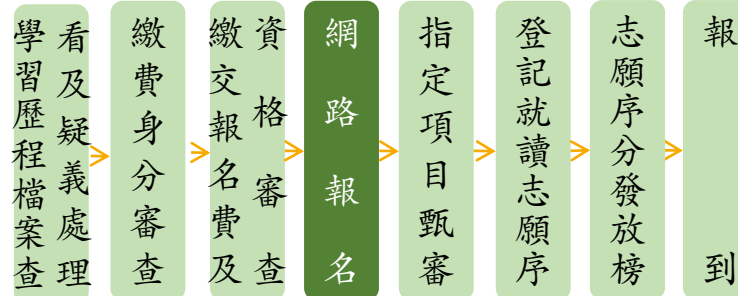 學習歷程檔案查
看及疑義處理
繳費身分審查
繳交報名費及
資格審查
網路報名
指定項目甄審
登記就讀志願序
志願序分發放榜
報到